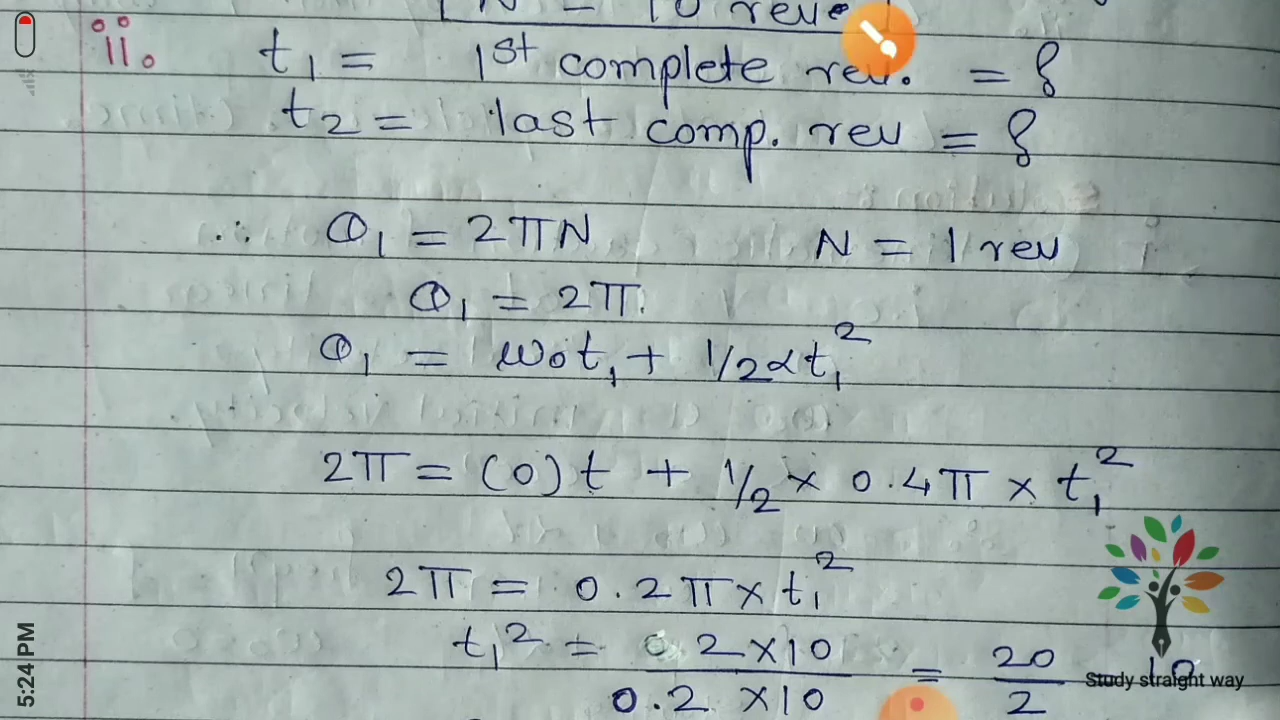 N = 10 reve
ii. t₁ = 1st complete rev. = ?
t₂ = last comp. rev = ?
∴ θ₁ = 2πN N = 1 rev
θ₁ = 2π
θ₁ = ω₀t₁ + 1/2αt₁²
2π = (0)t + 1/2 × 0.4π × t₁²
2π = 0.2π × t₁²
t₁² = 2×10 / 0.2 ×10 = 20 / 2
Study straight way
5:24 PM